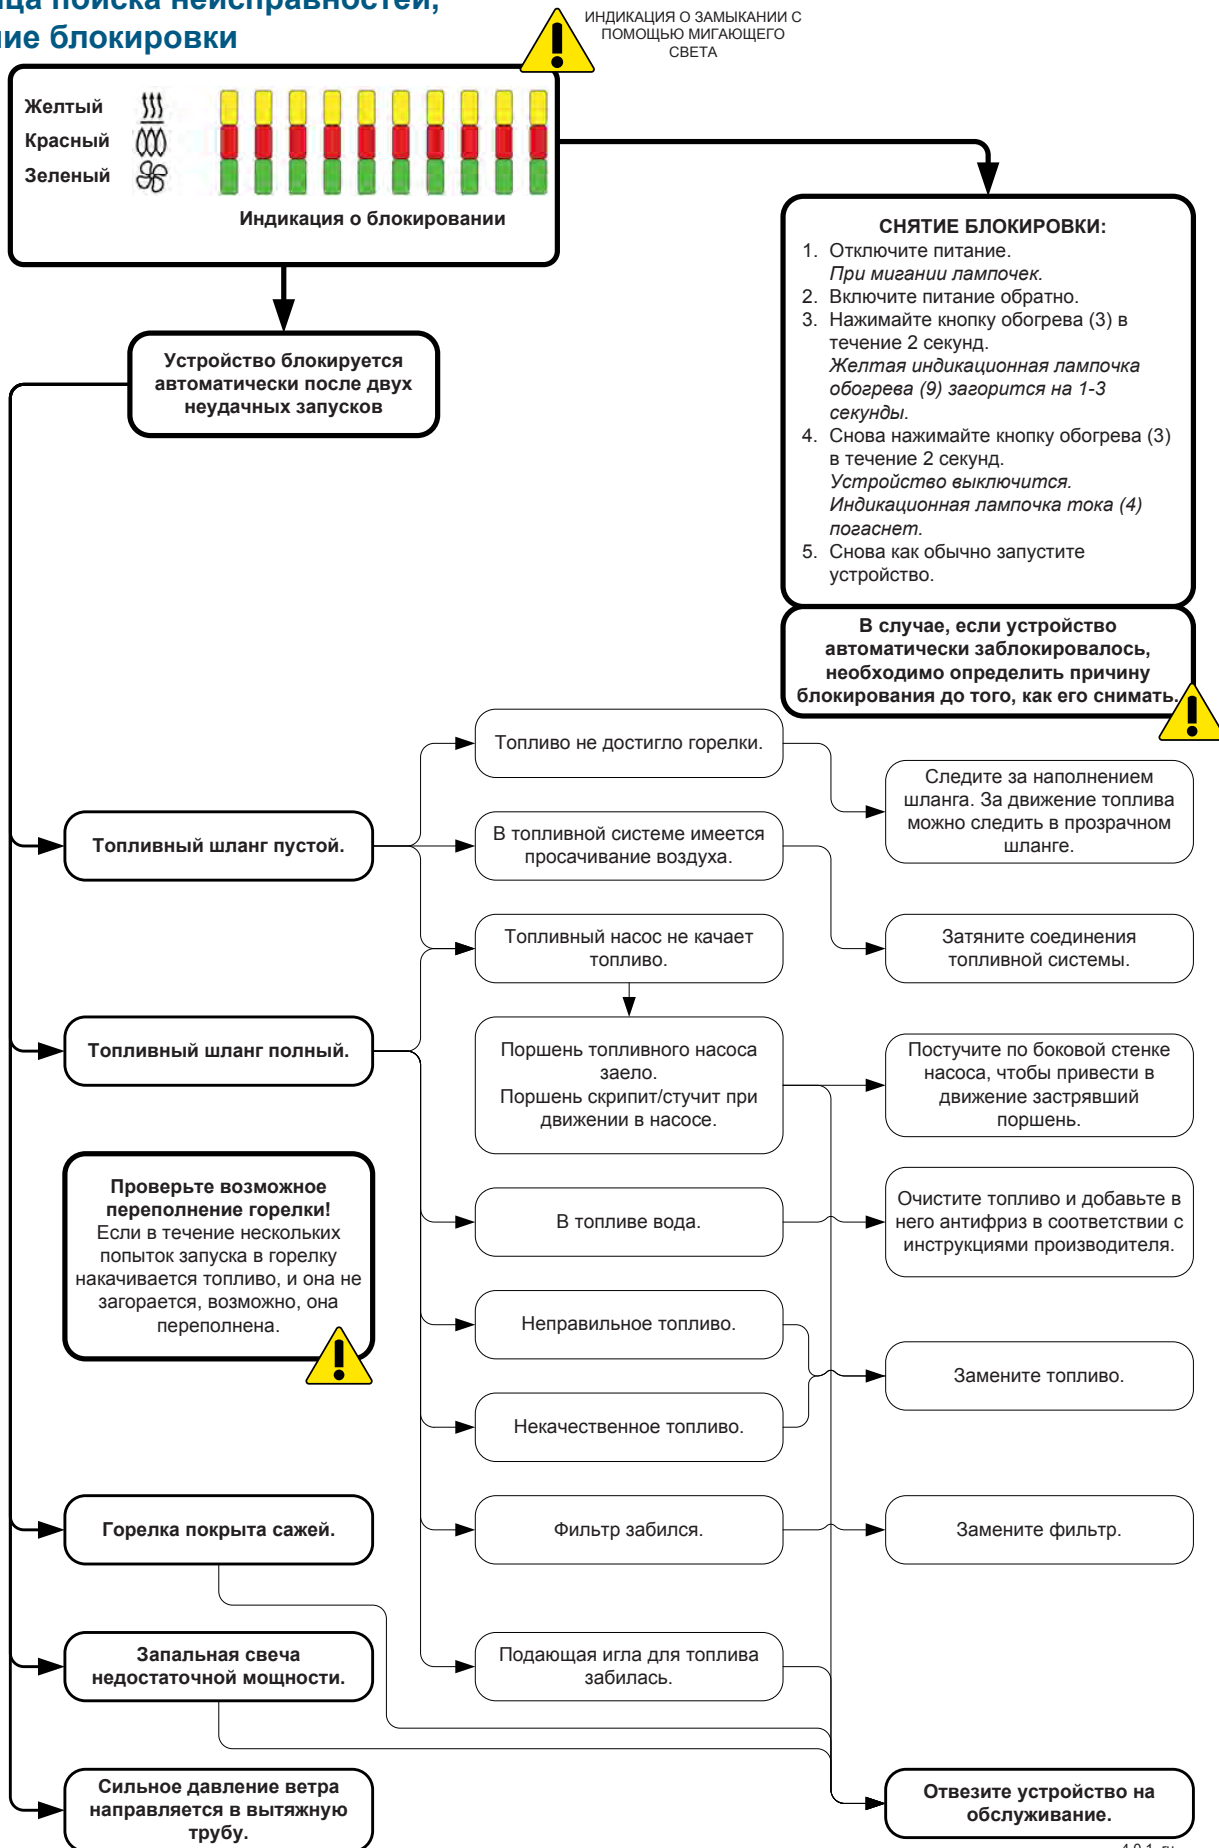 поиска неисправностей,
блокировки
ИНДИКАЦИЯ О ЗАМЫКАНИИ С
ПОМОЩЬЮ МИГАЮЩЕГО
СВЕТА
Желтый
Красный
Зеленый
Индикация о блокировании
СНЯТИЕ БЛОКИРОВКИ:
1. Отключите питание.
При мигании лампочек.
2. Включите питание обратно.
3. Нажимайте кнопку обогрева (3) в
течение 2 секунд.
Желтая индикационная лампочка
обогрева (9) загорится на 1-3
секунды.
4. Снова нажимайте кнопку обогрева (3)
в течение 2 секунд.
Устройство выключится.
Индикационная лампочка тока (4)
погаснет.
5. Снова как обычно запустите
устройство.
Устройство блокируется
автоматически после двух
неудачных запусков
В случае, если устройство
автоматически заблокировалось,
необходимо определить причину
блокирования до того, как его снимать.
Топливный шланг пустой.
Топливо не достигло горелки.
Следите за наполнением
шланга. За движение топлива
можно следить в прозрачном
шланге.
В топливной системе имеется
просачивание воздуха.
Затяните соединения
топливной системы.
Топливный насос не качает
топливо.
Топливный шланг полный.
Поршень топливного насоса
заело.
Поршень скрипит/стучит при
движении в насосе.
Постучите по боковой стенке
насоса, чтобы привести в
движение застрявший
поршень.
Проверьте возможное
переполнение горелки!
Если в течение нескольких
попыток запуска в горелку
накачивается топливо, и она не
загорается, возможно, она
переполнена.
В топливе вода.
Очистите топливо и добавьте в
него антифриз в соответствии с
инструкциями производителя.
Неправильное топливо.
Замените топливо.
Некачественное топливо.
Горелка покрыта сажей.
Фильтр забился.
Замените фильтр.
Запальная свеча
недостаточной мощности.
Подающая игла для топлива
забилась.
Сильное давление ветра
направляется в вытяжную
трубу.
Отвезите устройство на
обслуживание.